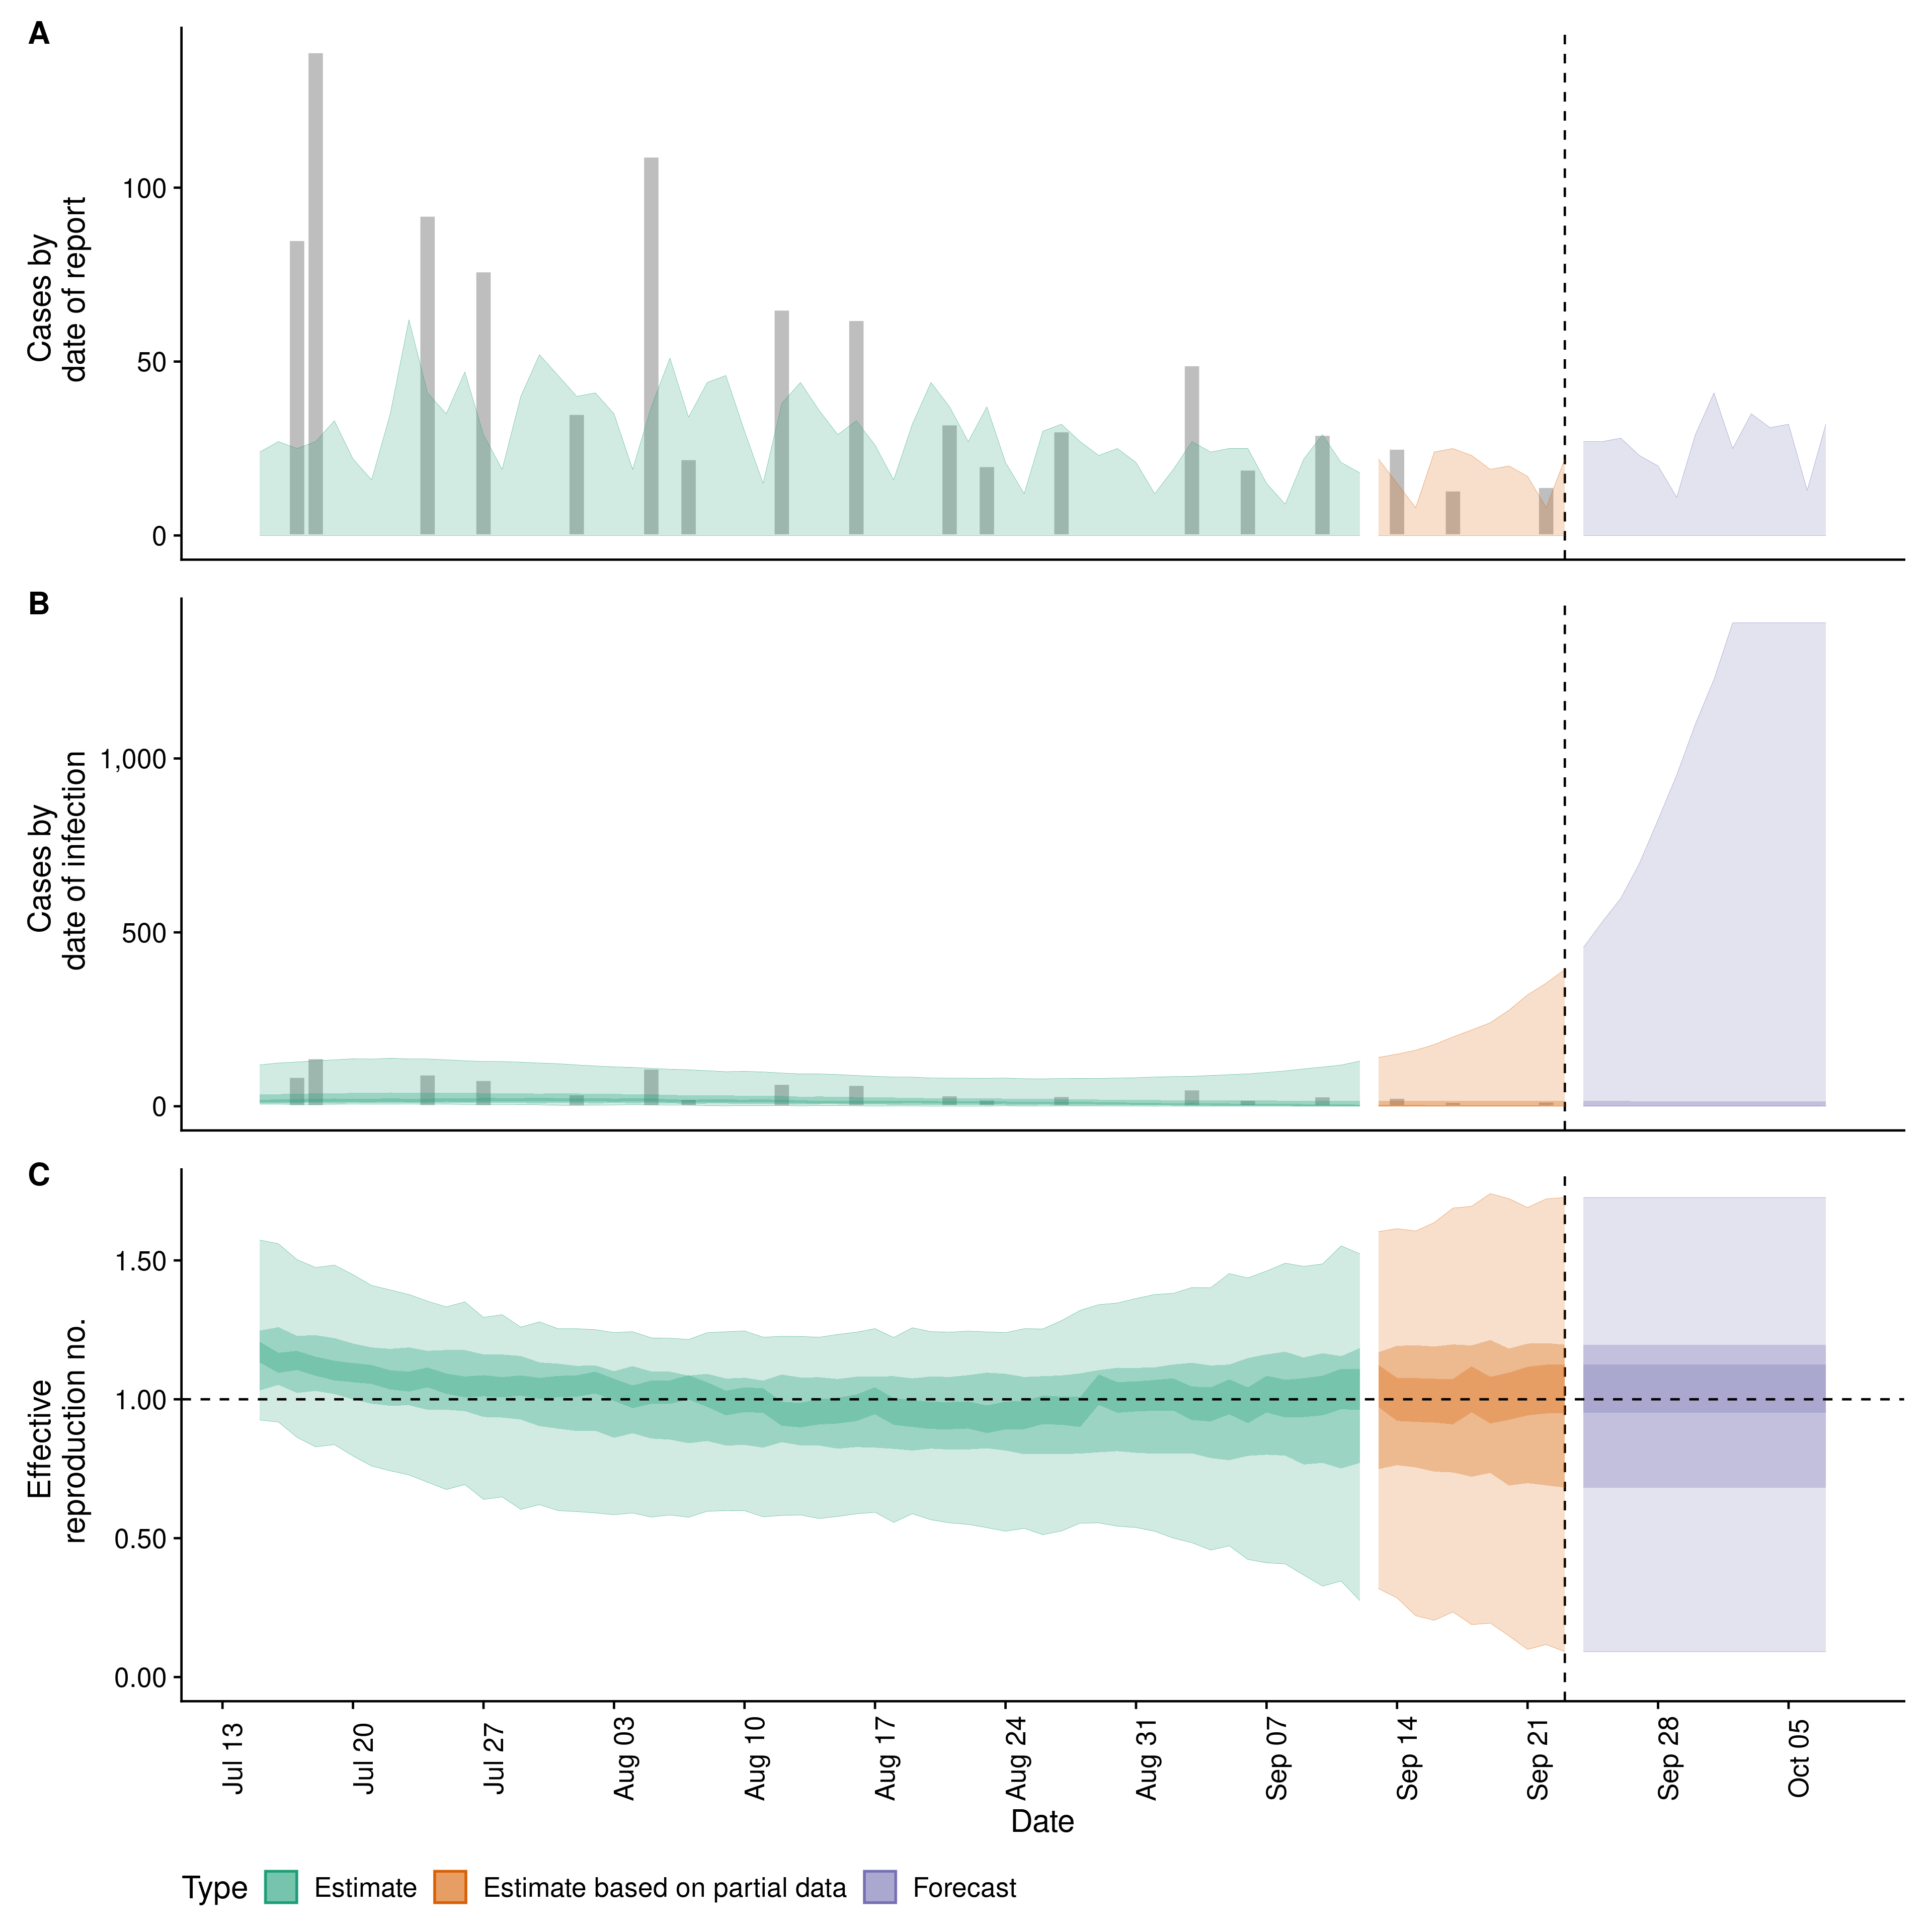 A
Cases by
date of report
100
50
0
B
Cases by
date of infection
1,000
500
0
C
Effective
reproduction no.
1.50
1.00
0.50
0.00
Jul 13
Jul 20
Jul 27
Aug 03
Aug 10
Aug 17
Aug 24
Aug 31
Sep 07
Sep 14
Sep 21
Sep 28
Oct 05
Date
Type Estimate Estimate based on partial data Forecast